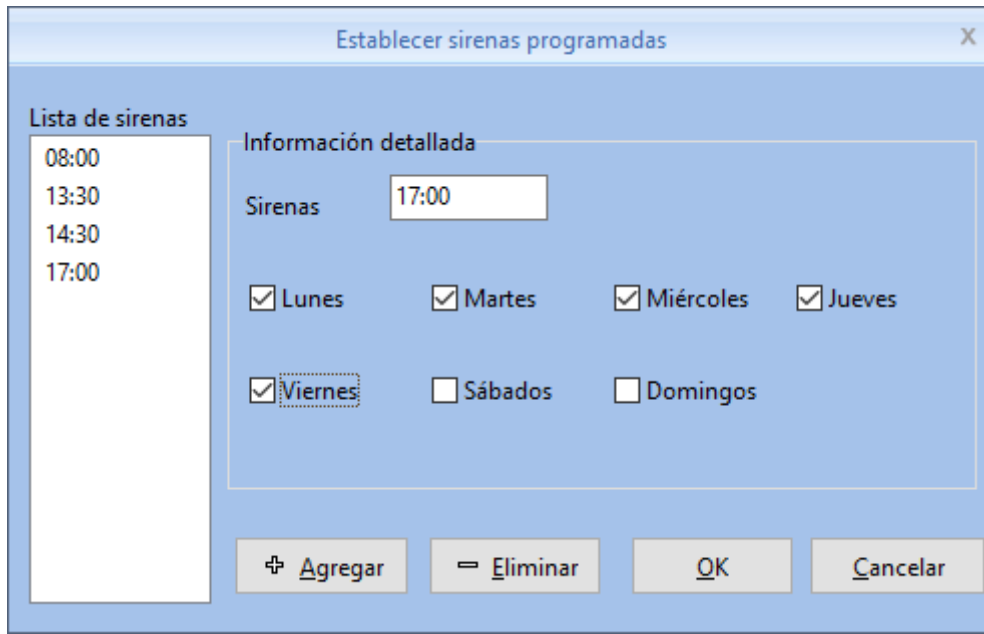 Establecer sirenas programadas
x
Lista de sirenas
08:00
13:30
14:30
17:00
Información detallada
Sirenas
17:00
Lunes
Martes
Miércoles
Jueves
Viernes
Sábados
Domingos
Agregar
Eliminar
OK
Cancelar